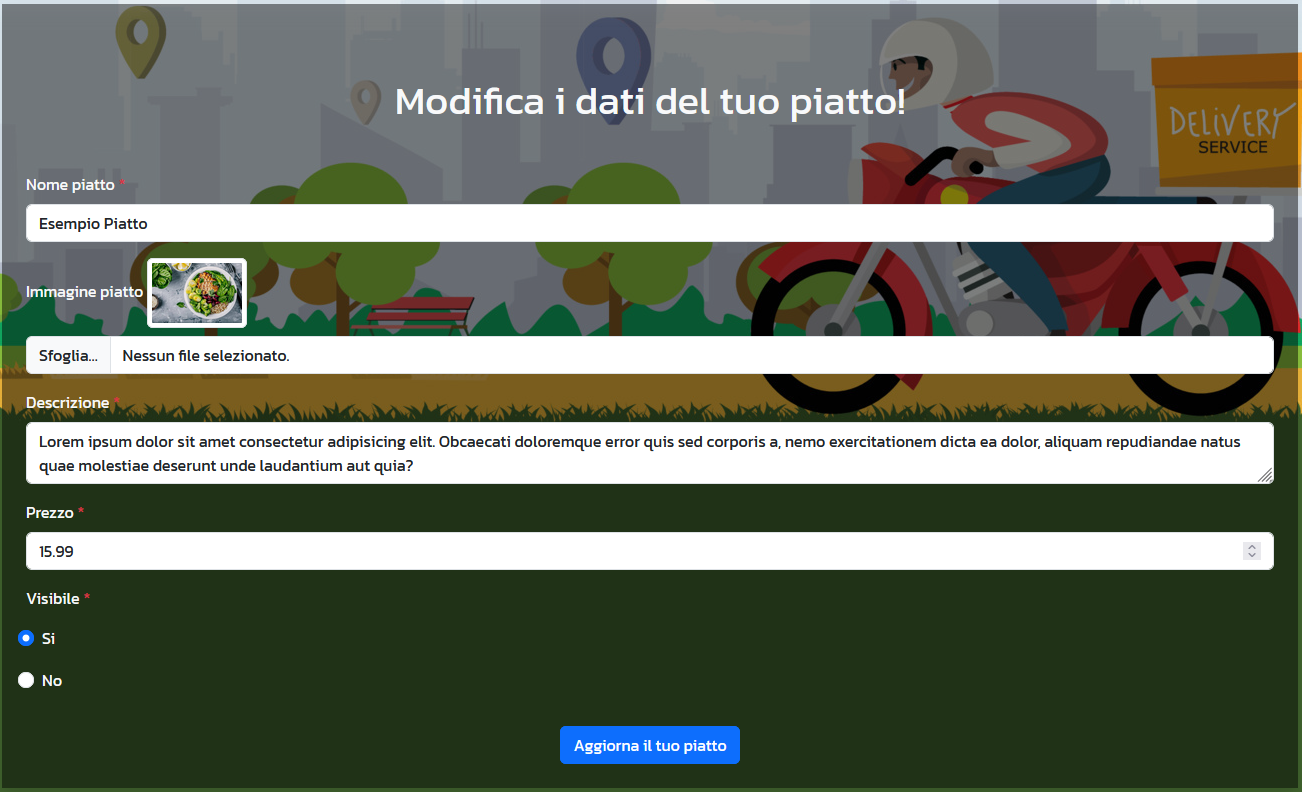 Modifica i dati del tuo piatto!
DELIVERY
SERVICE
Nome piatto *
Esempio Piatto
Immagine piatto
Sfoglia... Nessun file selezionato.
Descrizione *
Lorem ipsum dolor sit amet consectetur adipisicing elit. Obcaecati doloremque error quis sed corporis a, nemo exercitationem dicta ea dolor, aliquam repudiandae natus
quae molestiae deserunt unde laudantium aut quia?
Prezzo *
15.99
Visibile *
Si
No
Aggiorna il tuo piatto